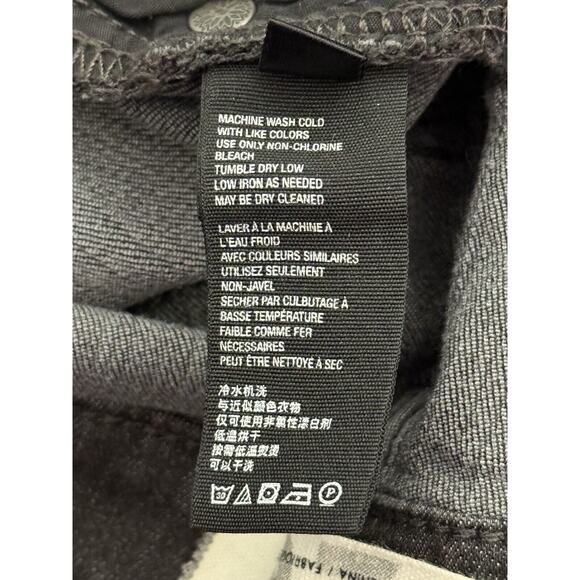 MACHINE WASH COLD
WITH LIKE COLORS
USE ONLY NON-CHLORINE
BLEACH
TUMBLE DRY LOW
LOW IRON AS NEEDED
MAY BE DRY CLEANED
LAVER À LA MACHINE À
L'EAU FROID
AVEC COULEURS SIMILAIRES
UTILISEZ SEULEMENT
NON-JAVEL
SECHER PAR CULBUTAGE À
BASSE TEMPÉRATURE
FAIBLE COMME FER
NÉCESSAIRES
PEUT ÊTRE NETTOYÉ À SEC
冷水机洗
与近似颜色衣物
仅可使用非氯性漂白剂
低温烘干
按需低温熨烫
可以干洗
30
P
/ FABRIQ